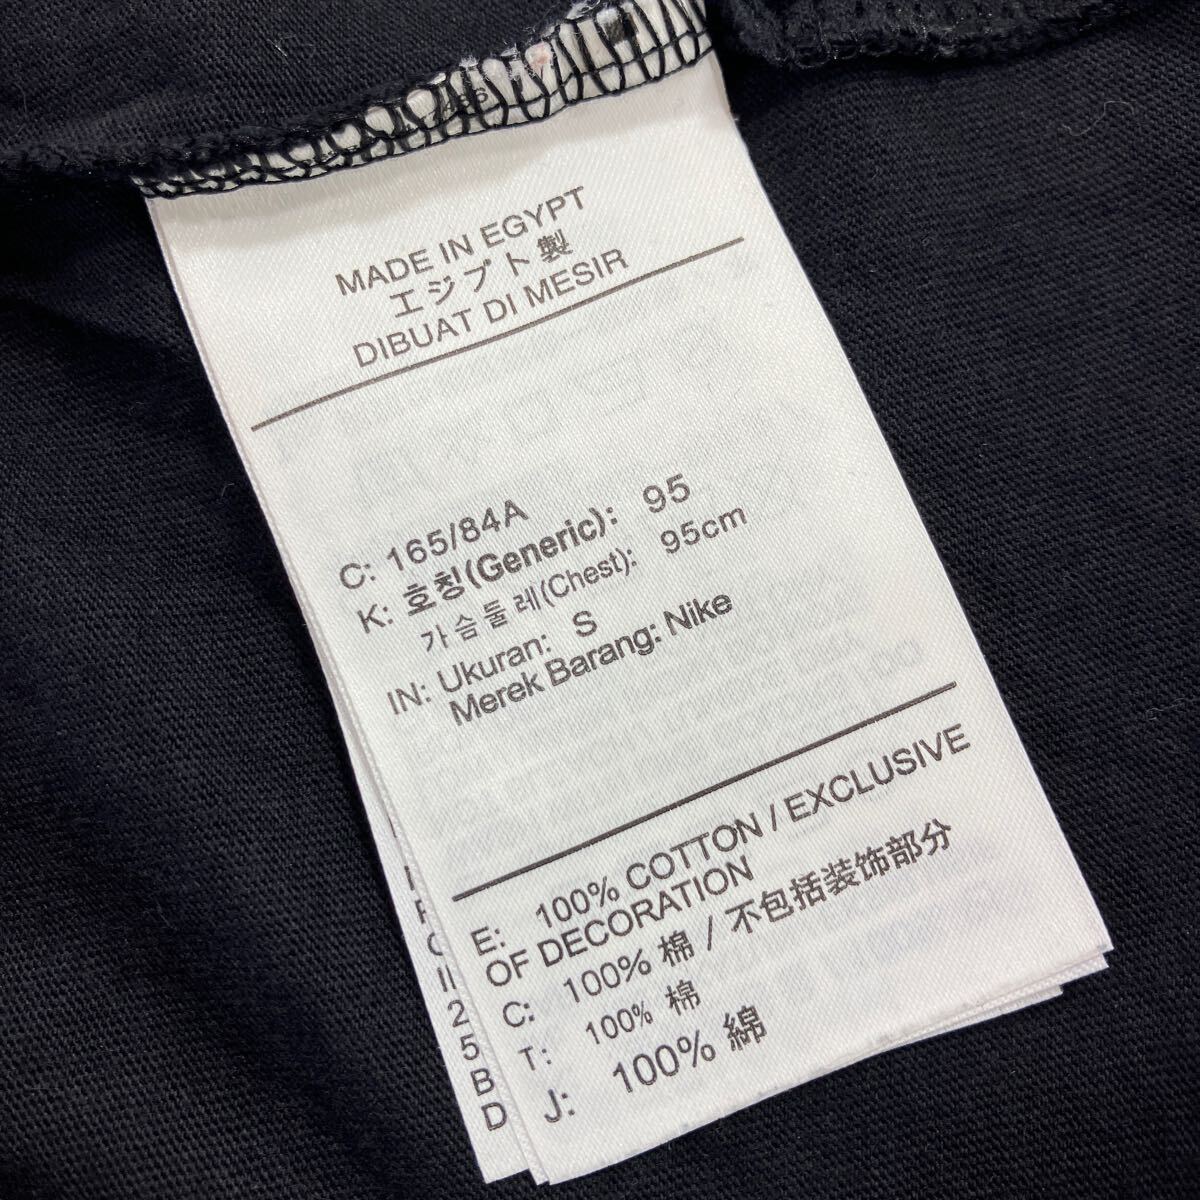 MADE IN EGYPT
エジプト製
DIBUAT DI MESIR
C: 165/84A
K: 호칭(Generic): 95
가슴둘레(Chest): 95cm
IN: Ukuran: S
Merek Barang: Nike
E: 100% COTTON / EXCLUSIVE
OF DECORATION
C: 100% 棉 / 不包括装饰部分
T: 100% 棉
J: 100% 綿
2
5
B
D